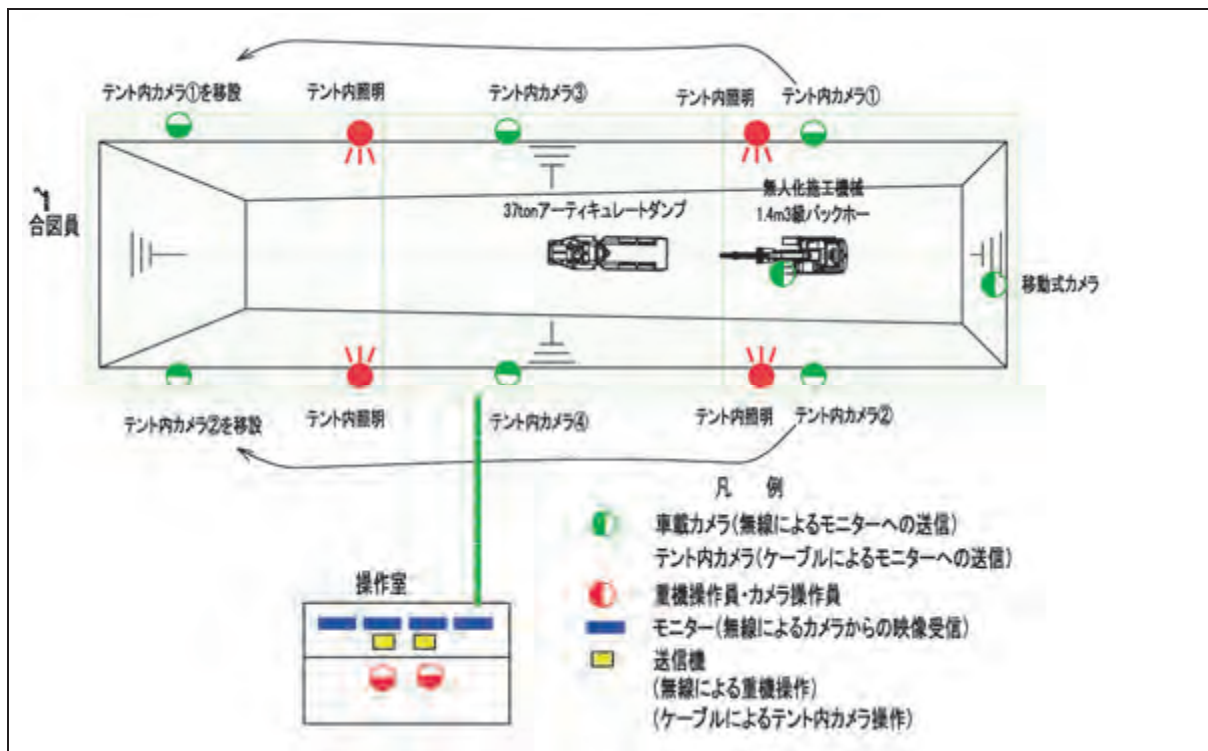 テント内カメラ①を移設
テント内照明
テント内カメラ③
テント内照明
テント内カメラ①
合図員
37tonアーティキュレートダンプ
無人化施工機械
1.4m3級バックホー
移動式カメラ
テント内カメラ②を移設
テント内照明
テント内カメラ④
テント内照明
テント内カメラ②
凡 例
車載カメラ(無線によるモニターへの送信)
テント内カメラ(ケーブルによるモニターへの送信)
操作室
重機操作員・カメラ操作員
モニター(無線によるカメラからの映像受信)
送信機
(無線による重機操作)
(ケーブルによるテント内カメラ操作)